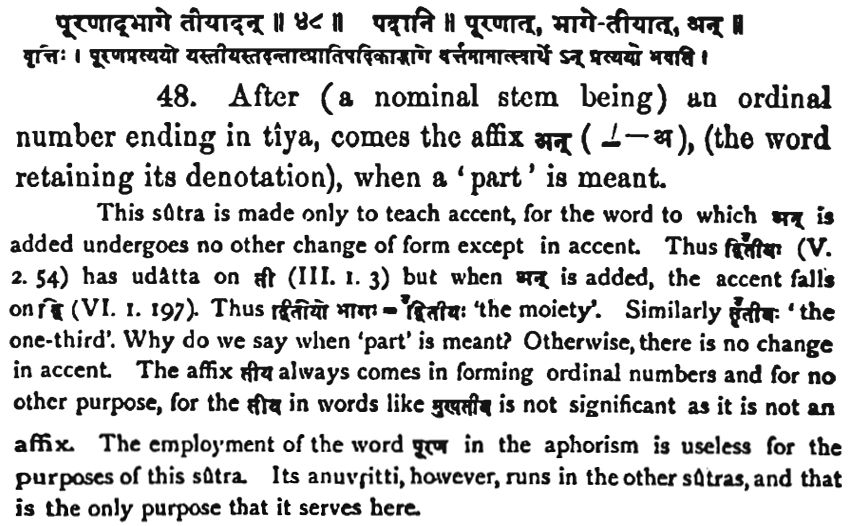 पूरणाद्भागे तीयादन् ॥ ४८ ॥ पदानि ॥ पूरणात्, भागे-तीयात्, अन् ॥
वृत्तिः । पूरणप्रत्ययो यस्तीयस्तदन्तात्प्रातिपदिकाद्भागे वर्त्तमानात्स्वार्थे ऽन् प्रत्ययो भवति ।
48. After (a nominal stem being) an ordinal
number ending in tîya, comes the affix अन् ( ⊥—अ), (the word
retaining its denotation), when a ‘part’ is meant.
This sûtra is made only to teach accent, for the word to which अन् is
added undergoes no other change of form except in accent. Thus द्वितीयः (V.
2. 54) has udâtta on ती (III. 1. 3) but when अन् is added, the accent falls
on द्वि (VI. 1. 197). Thus द्वितीयो भागः = द्वितीयः ‘the moiety’. Similarly तृतीयः ‘the
one-third’. Why do we say when ‘part’ is meant? Otherwise, there is no change
in accent. The affix तीय always comes in forming ordinal numbers and for no
other purpose, for the तीय in words like मुखतीय is not significant as it is not an
affix. The employment of the word पूरण in the aphorism is useless for the
purposes of this sûtra. Its anuvṛitti, however, runs in the other sûtras, and that
is the only purpose that it serves here.